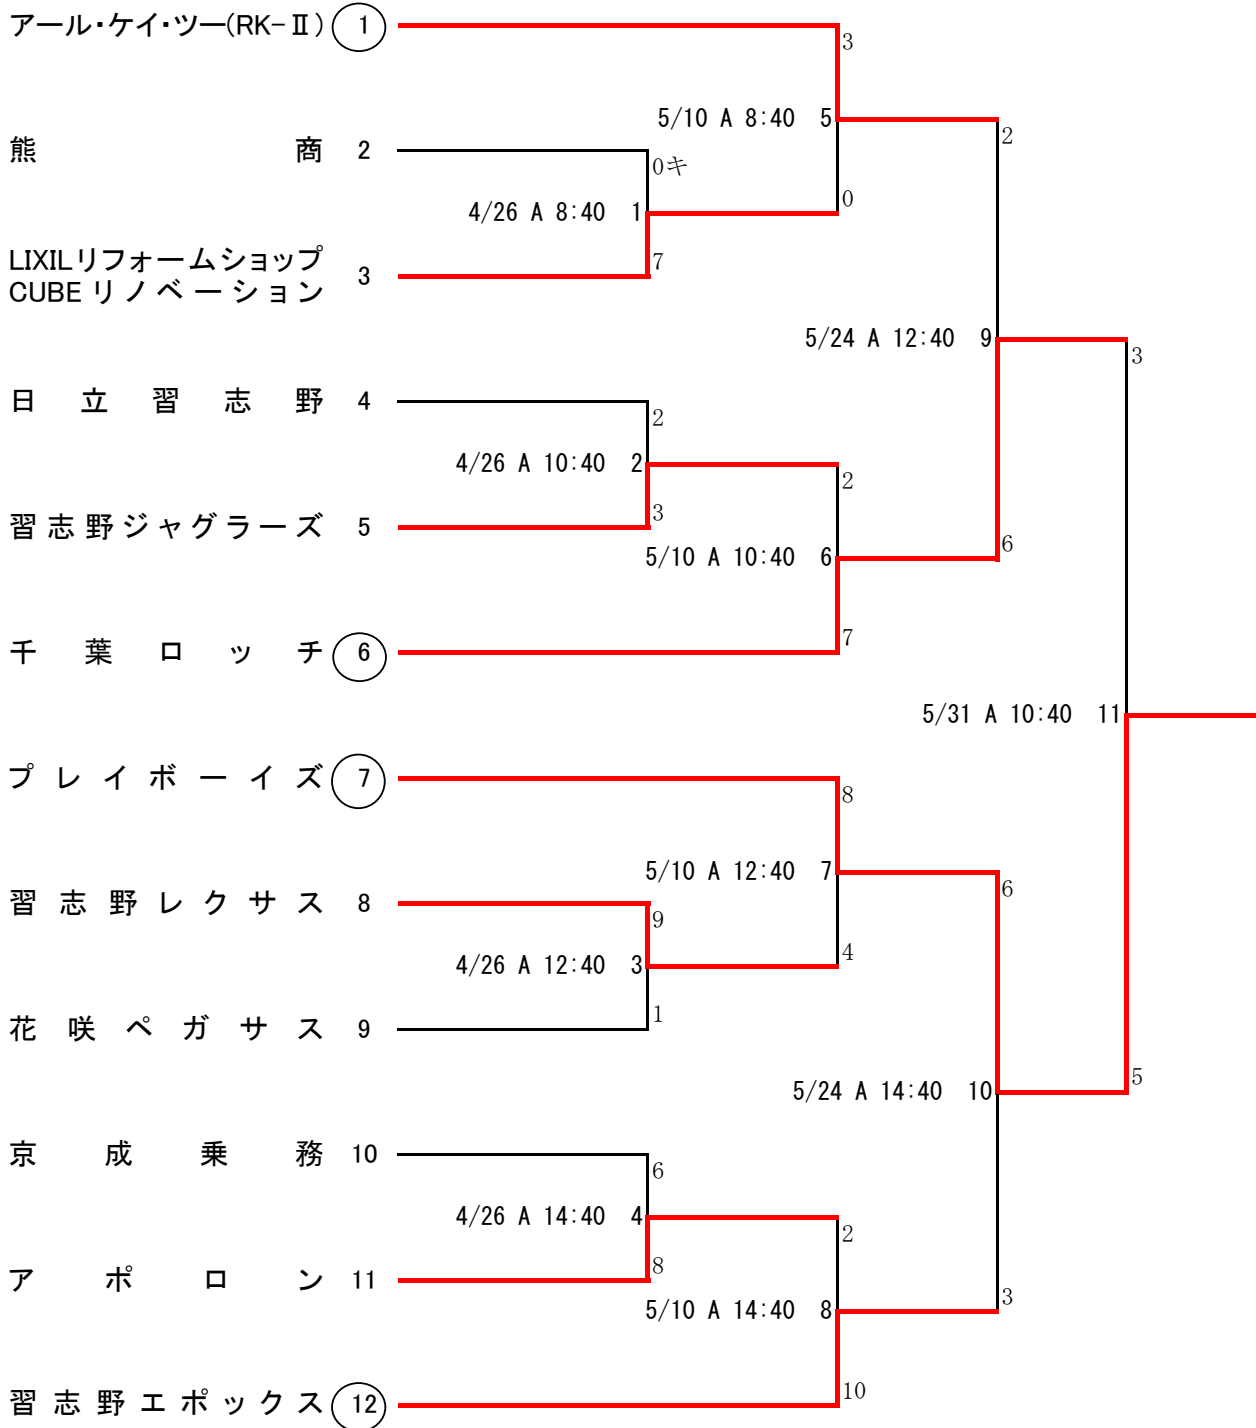 アール・ケイ・ツー(RK-Ⅱ) 1
3
5/10 A 8:40 5
2
熊商 2
0キ
0
4/26 A 8:40 1
7
LIXILリフォームショップ
CUBE リノベーション
3
5/24 A 12:40 9
3
日立習志野 4
2
4/26 A 10:40 2
2
3
習志野ジャグラーズ 5
5/10 A 10:40 6
6
7
千葉ロッチ 6
5/31 A 10:40 11
プレイボーイズ 7
8
5/10 A 12:40 7
6
習志野レクサス 8
9
4
4/26 A 12:40 3
1
花咲ペガサス 9
5/24 A 14:40 10
5
京成乗務 10
6
4/26 A 14:40 4
2
8
アポロン 11
5/10 A 14:40 8
3
10
習志野エポックス 12